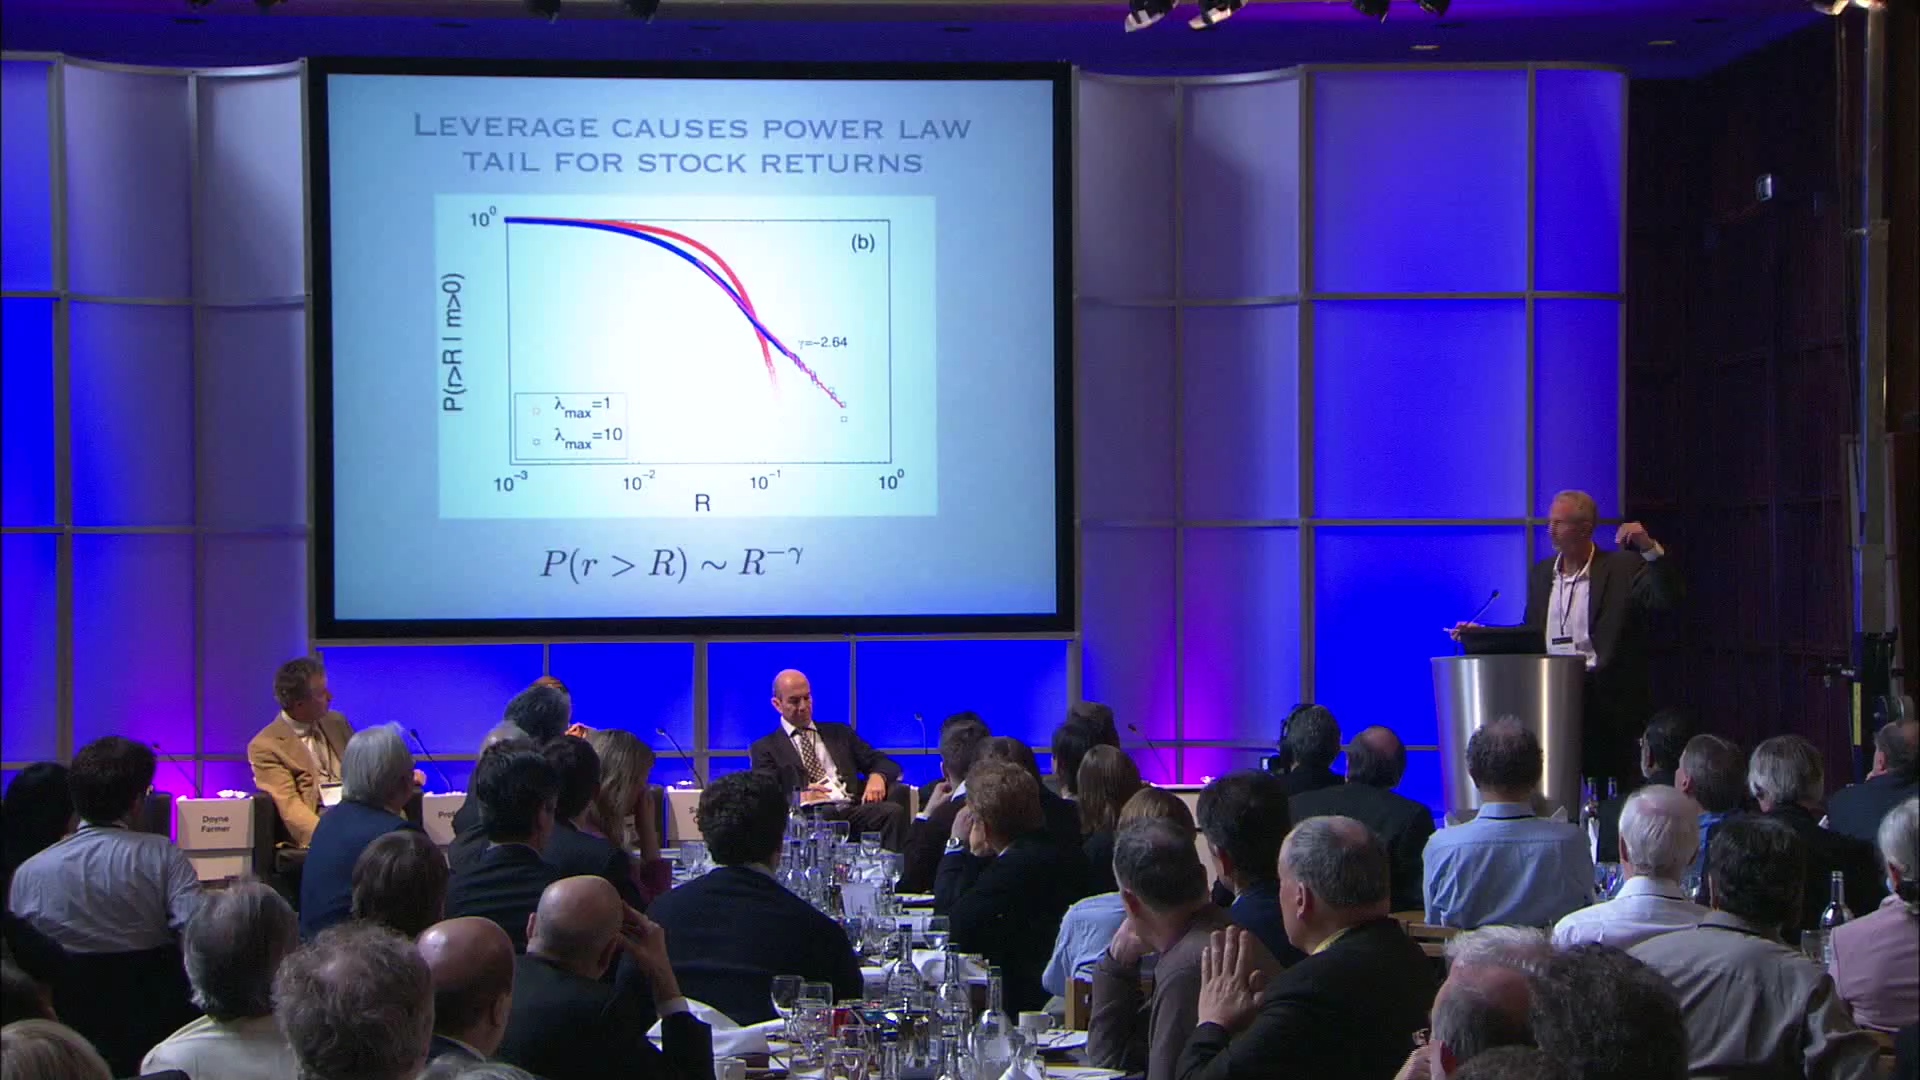 LEVERAGE CAUSES POWER LAW
TAIL FOR STOCK RETURNS
10⁰
(b)
P(r>R | m>0)
γ=−2.64
λmax=1
λmax=10
10⁻³
10⁻²
10⁻¹
10⁰
R
P(r > R) ∼ R^−γ
Doyne
Farmer